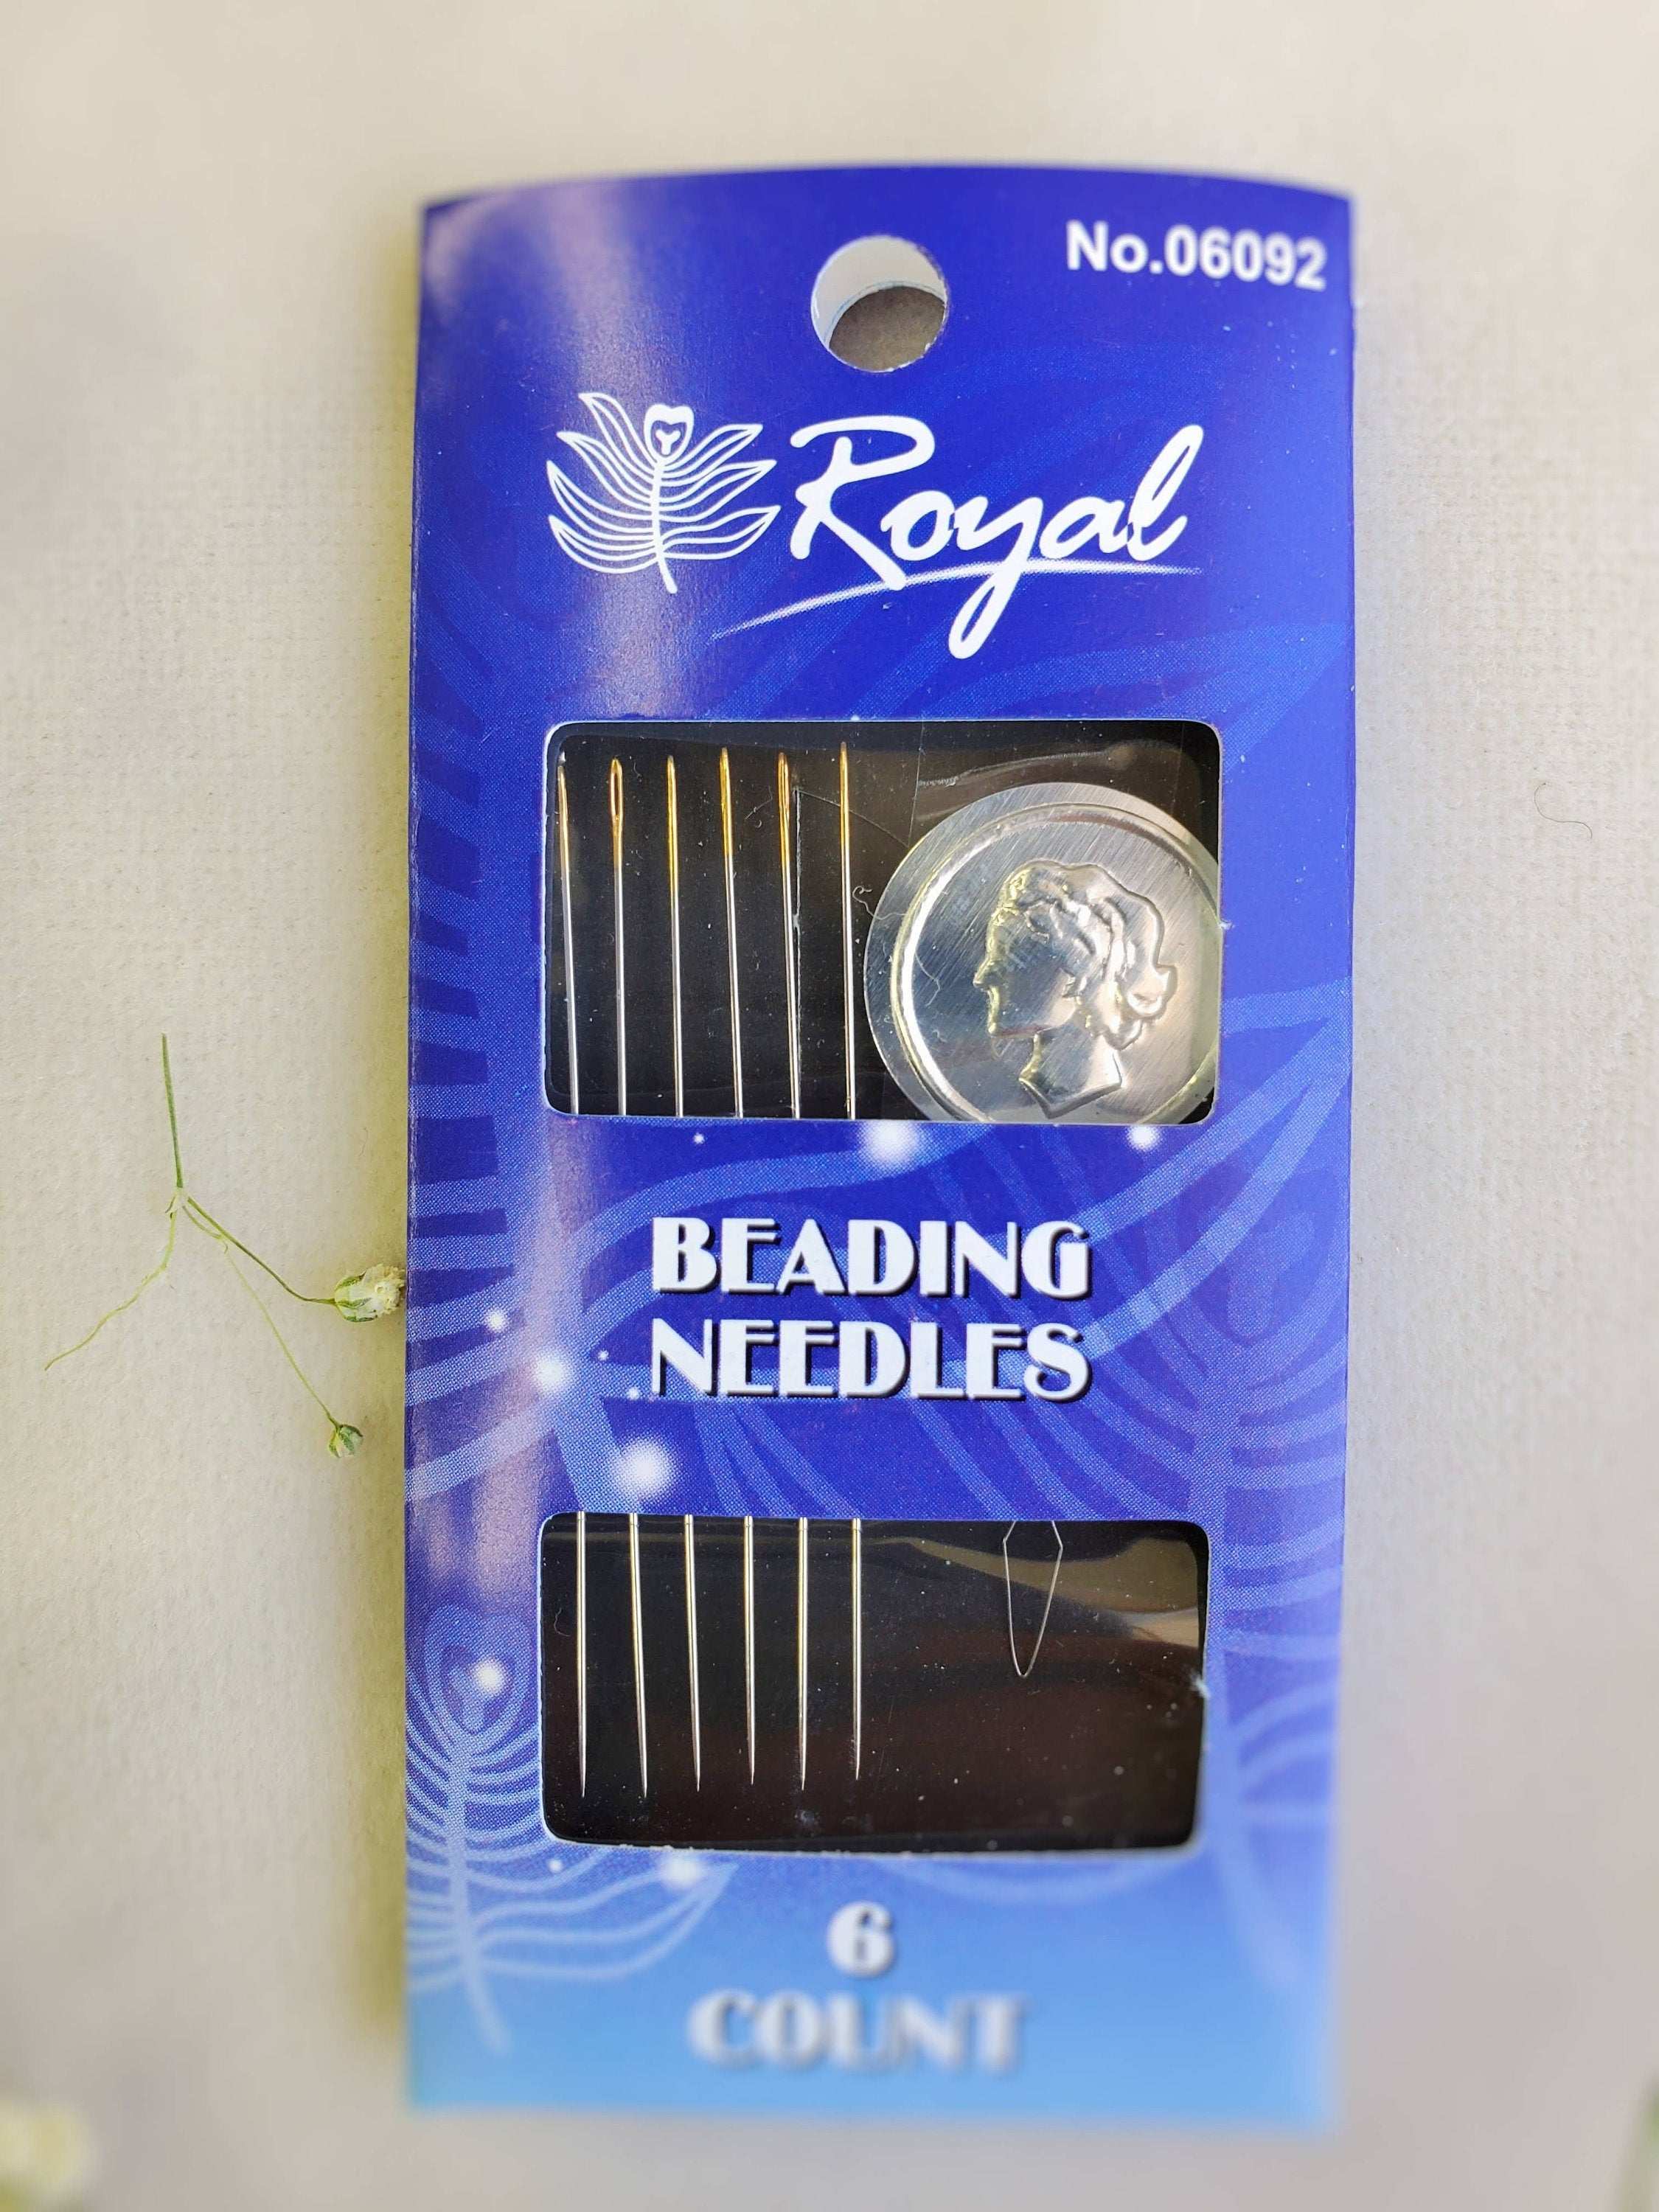 No.06092
Royal
BEADING
NEEDLES
6
COUNT